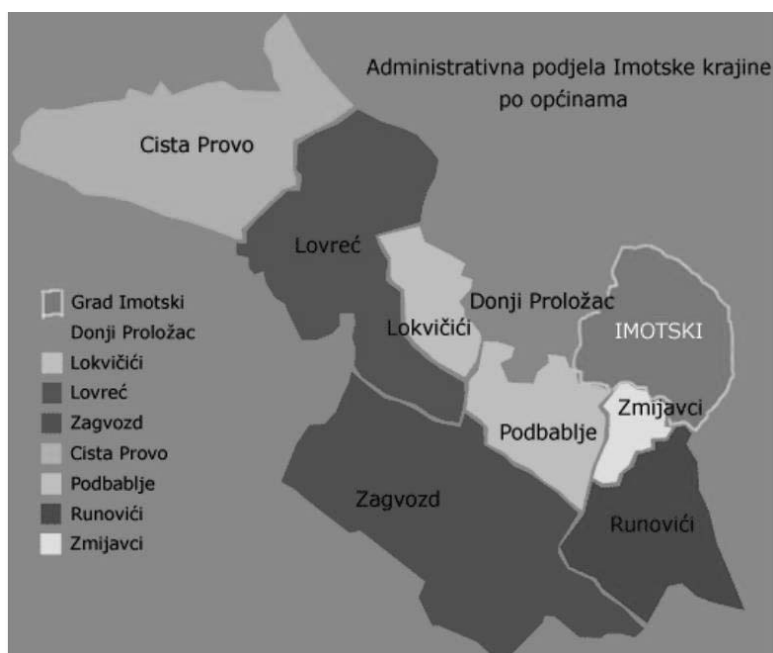 Administrativna podjela Imotske krajine
po općinama
Cista Provo
Lovreć
Lokvičići
Donji Proložac
IMOTSKI
Zmijavci
Podbablje
Zagvozd
Runovići
Grad Imotski
Donji Proložac
Lokvičići
Lovreć
Zagvozd
Cista Provo
Podbablje
Runovići
Zmijavci